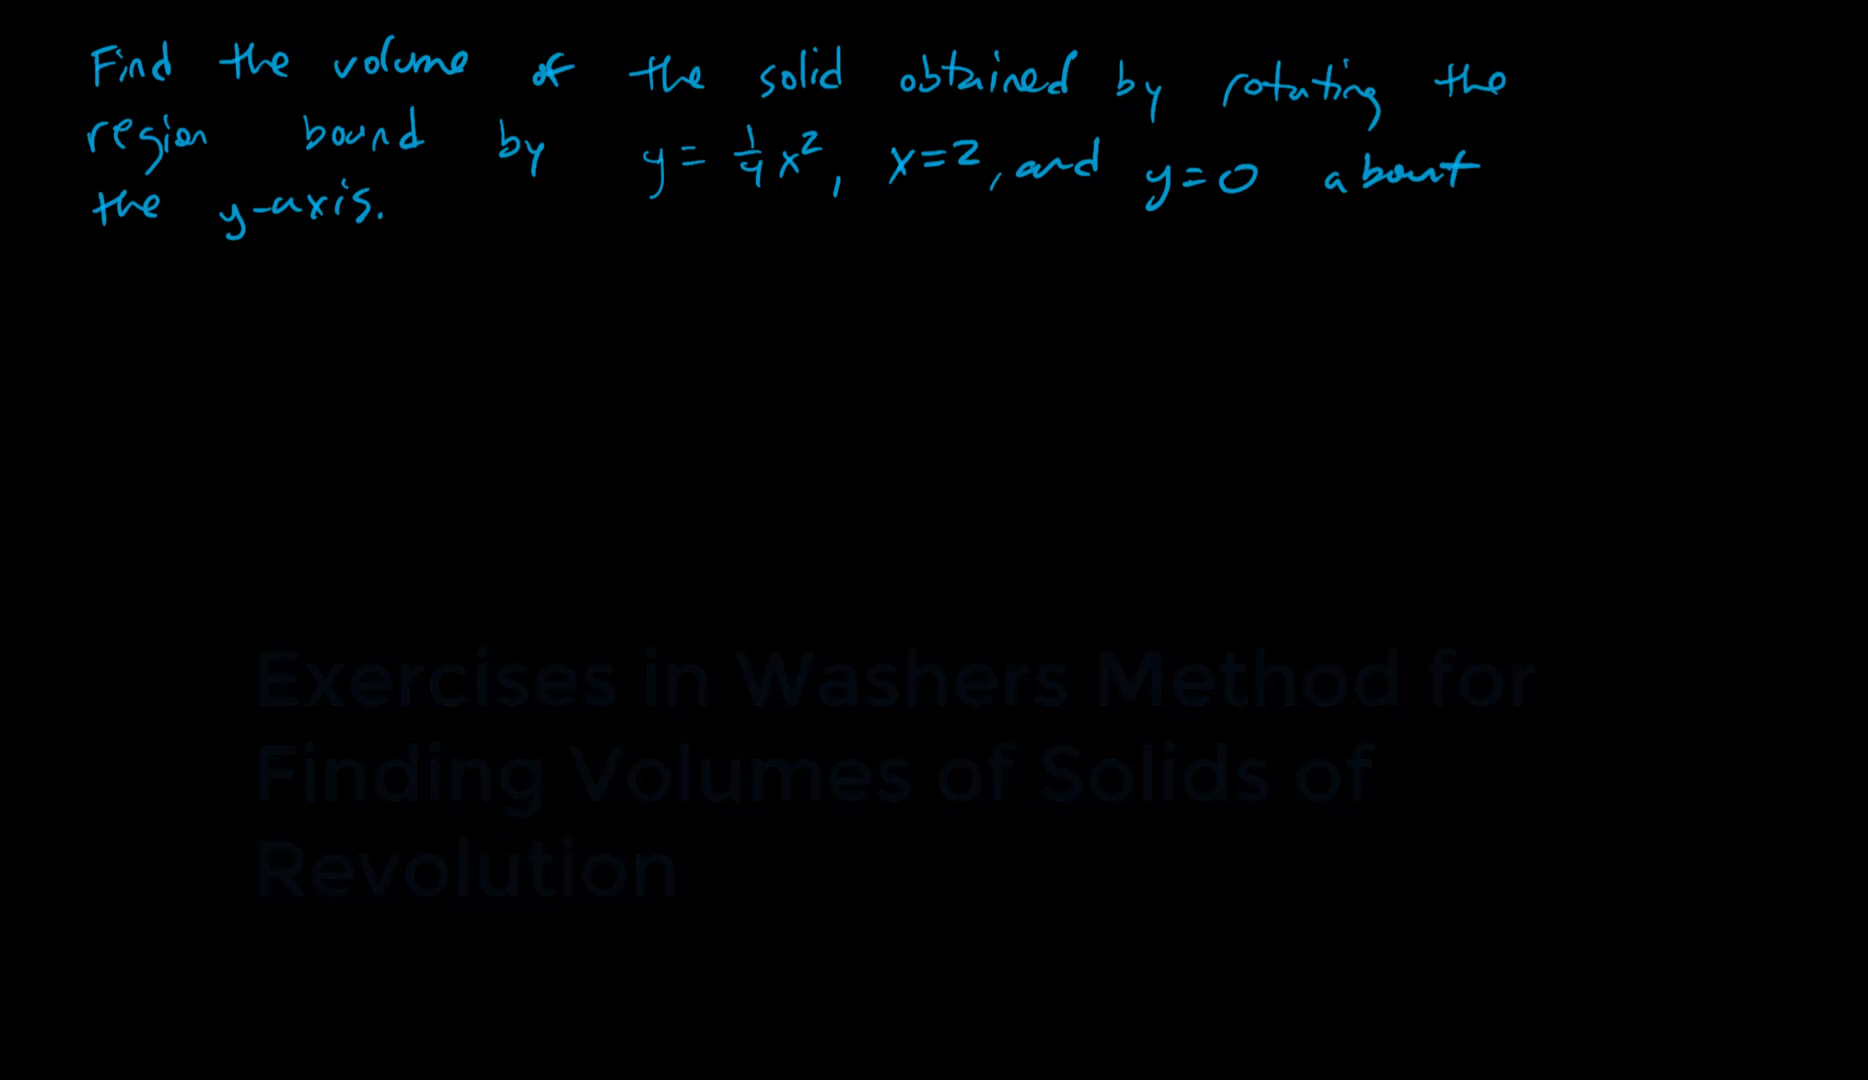 Find the volume of the solid obtained by rotating the
region bound by y = 1/4 x², x=2, and y=0 about
the y-axis.
Exercises in Washers Method for
Finding Volumes of Solids of
Revolution